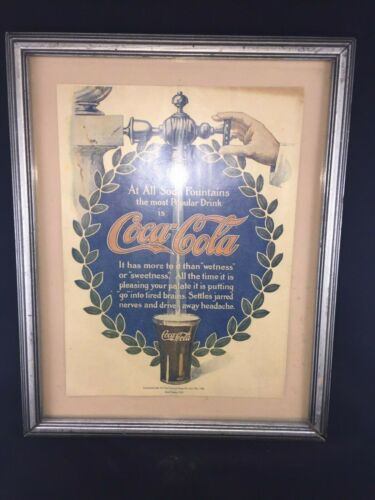 At All Soda Fountains
the most Popular Drink
is
Coca-Cola
It has more to it than "wetness"
or "sweetness". All the time it is
pleasing your palate it is putting
"go" into tired brains. Settles jarred
nerves and drives away headache.
Coca-Cola